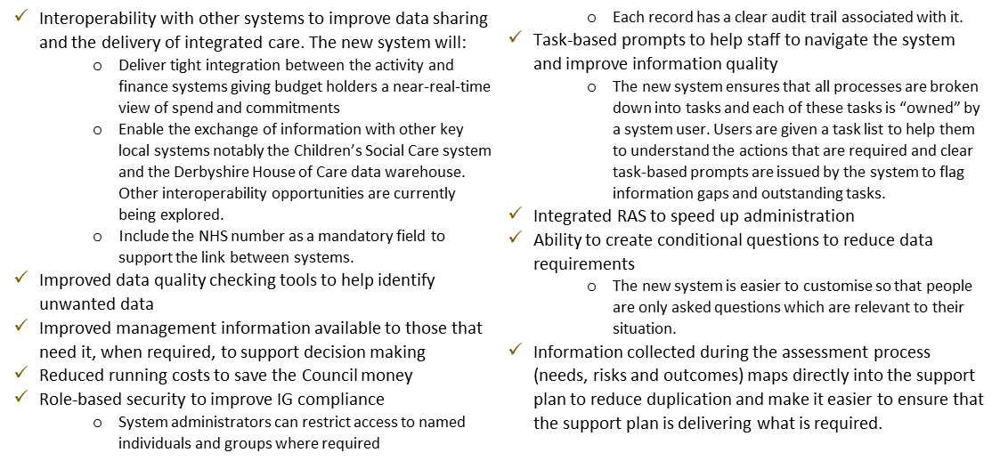 ✓ Interoperability with other systems to improve data sharing
and the delivery of integrated care. The new system will:
o Deliver tight integration between the activity and
finance systems giving budget holders a near-real-time
view of spend and commitments
o Enable the exchange of information with other key
local systems notably the Children’s Social Care system
and the Derbyshire House of Care data warehouse.
Other interoperability opportunities are currently
being explored.
o Include the NHS number as a mandatory field to
support the link between systems.
✓ Improved data quality checking tools to help identify
unwanted data
✓ Improved management information available to those that
need it, when required, to support decision making
✓ Reduced running costs to save the Council money
✓ Role-based security to improve IG compliance
o System administrators can restrict access to named
individuals and groups where required
o Each record has a clear audit trail associated with it.
✓ Task-based prompts to help staff to navigate the system
and improve information quality
o The new system ensures that all processes are broken
down into tasks and each of these tasks is “owned” by
a system user. Users are given a task list to help them
to understand the actions that are required and clear
task-based prompts are issued by the system to flag
information gaps and outstanding tasks.
✓ Integrated RAS to speed up administration
✓ Ability to create conditional questions to reduce data
requirements
o The new system is easier to customise so that people
are only asked questions which are relevant to their
situation.
✓ Information collected during the assessment process
(needs, risks and outcomes) maps directly into the support
plan to reduce duplication and make it easier to ensure that
the support plan is delivering what is required.